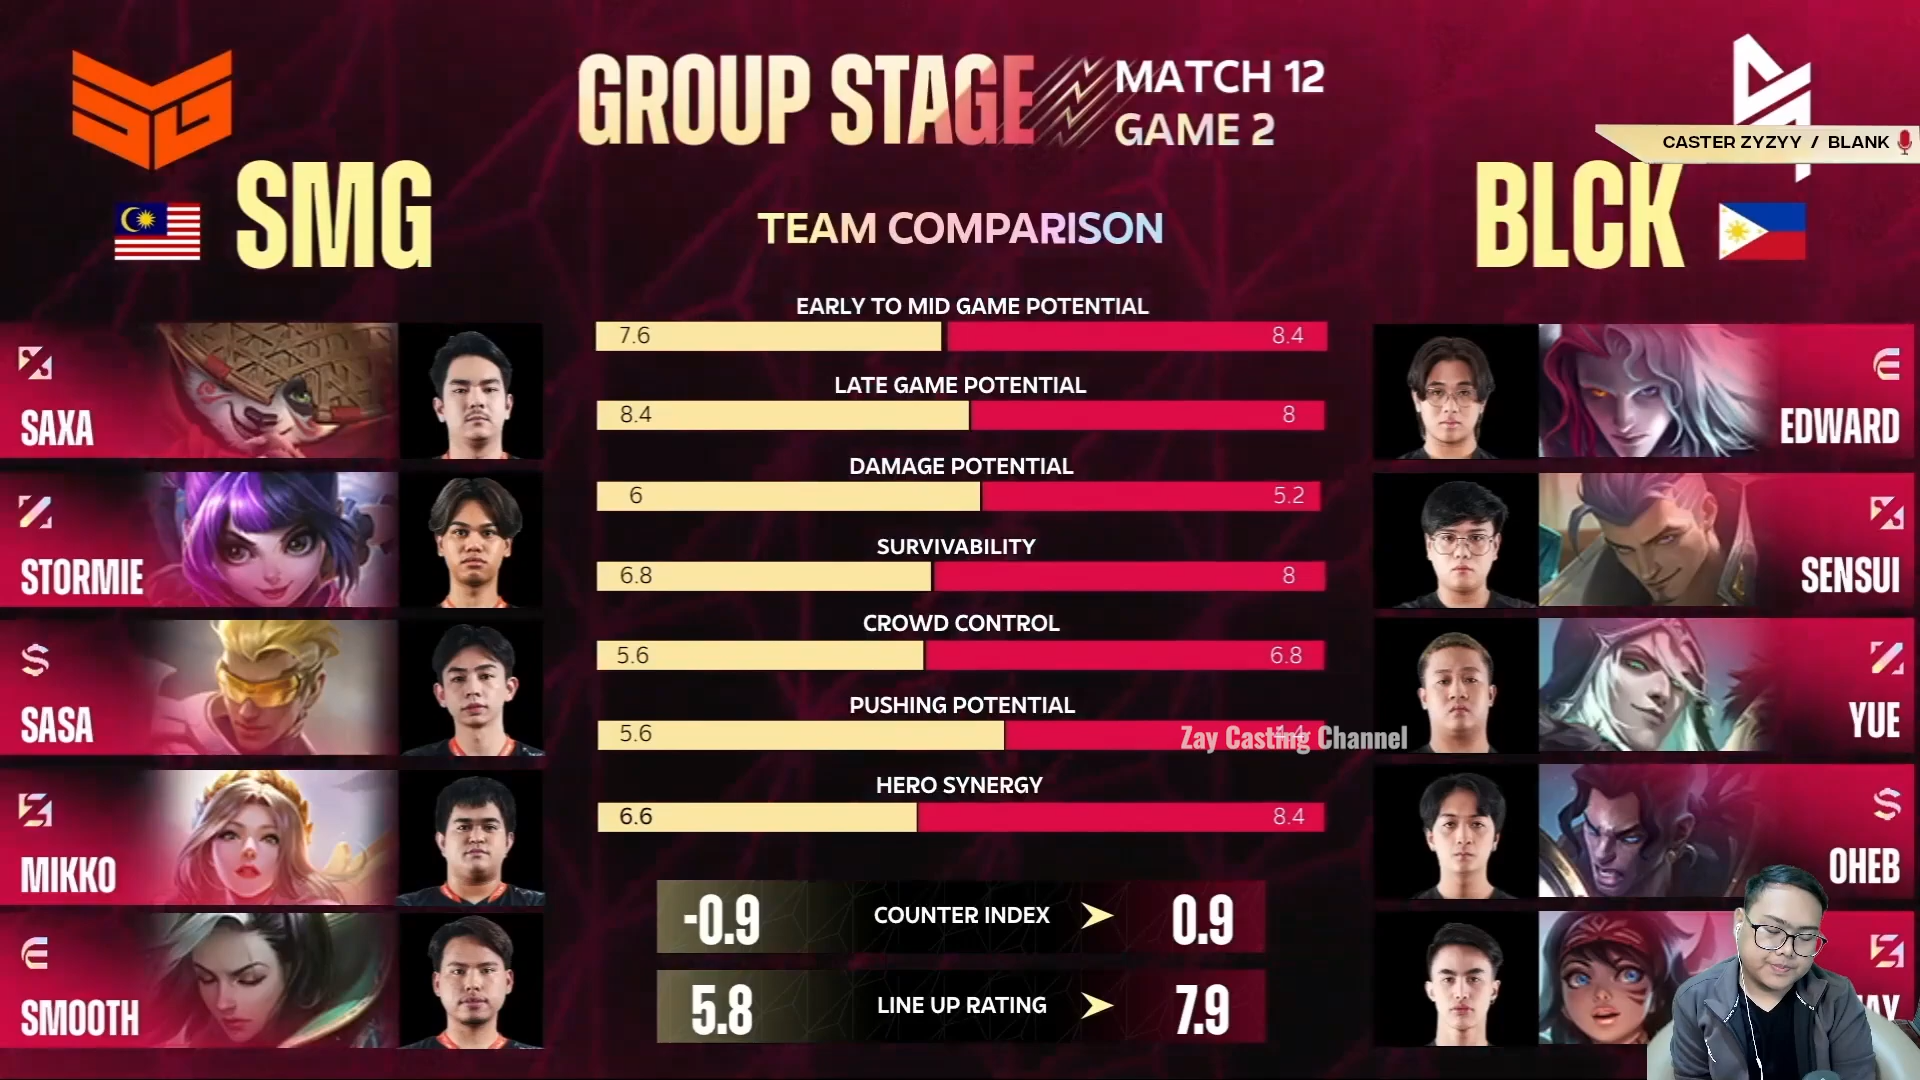 GROUP STAGE
MATCH 12
GAME 2
CASTER ZYZYY / BLANK
SMG
BLCK
TEAM COMPARISON
EARLY TO MID GAME POTENTIAL
7.6 8.4
LATE GAME POTENTIAL
8.4 8
DAMAGE POTENTIAL
6 5.2
SURVIVABILITY
6.8 8
CROWD CONTROL
5.6 6.8
PUSHING POTENTIAL
5.6
Zay Casting Channel
HERO SYNERGY
6.6 8.4
-0.9 COUNTER INDEX 0.9
5.8 LINE UP RATING 7.9
SAXA
STORMIE
SASA
MIKKO
SMOOTH
EDWARD
SENSUI
YUE
OHEB